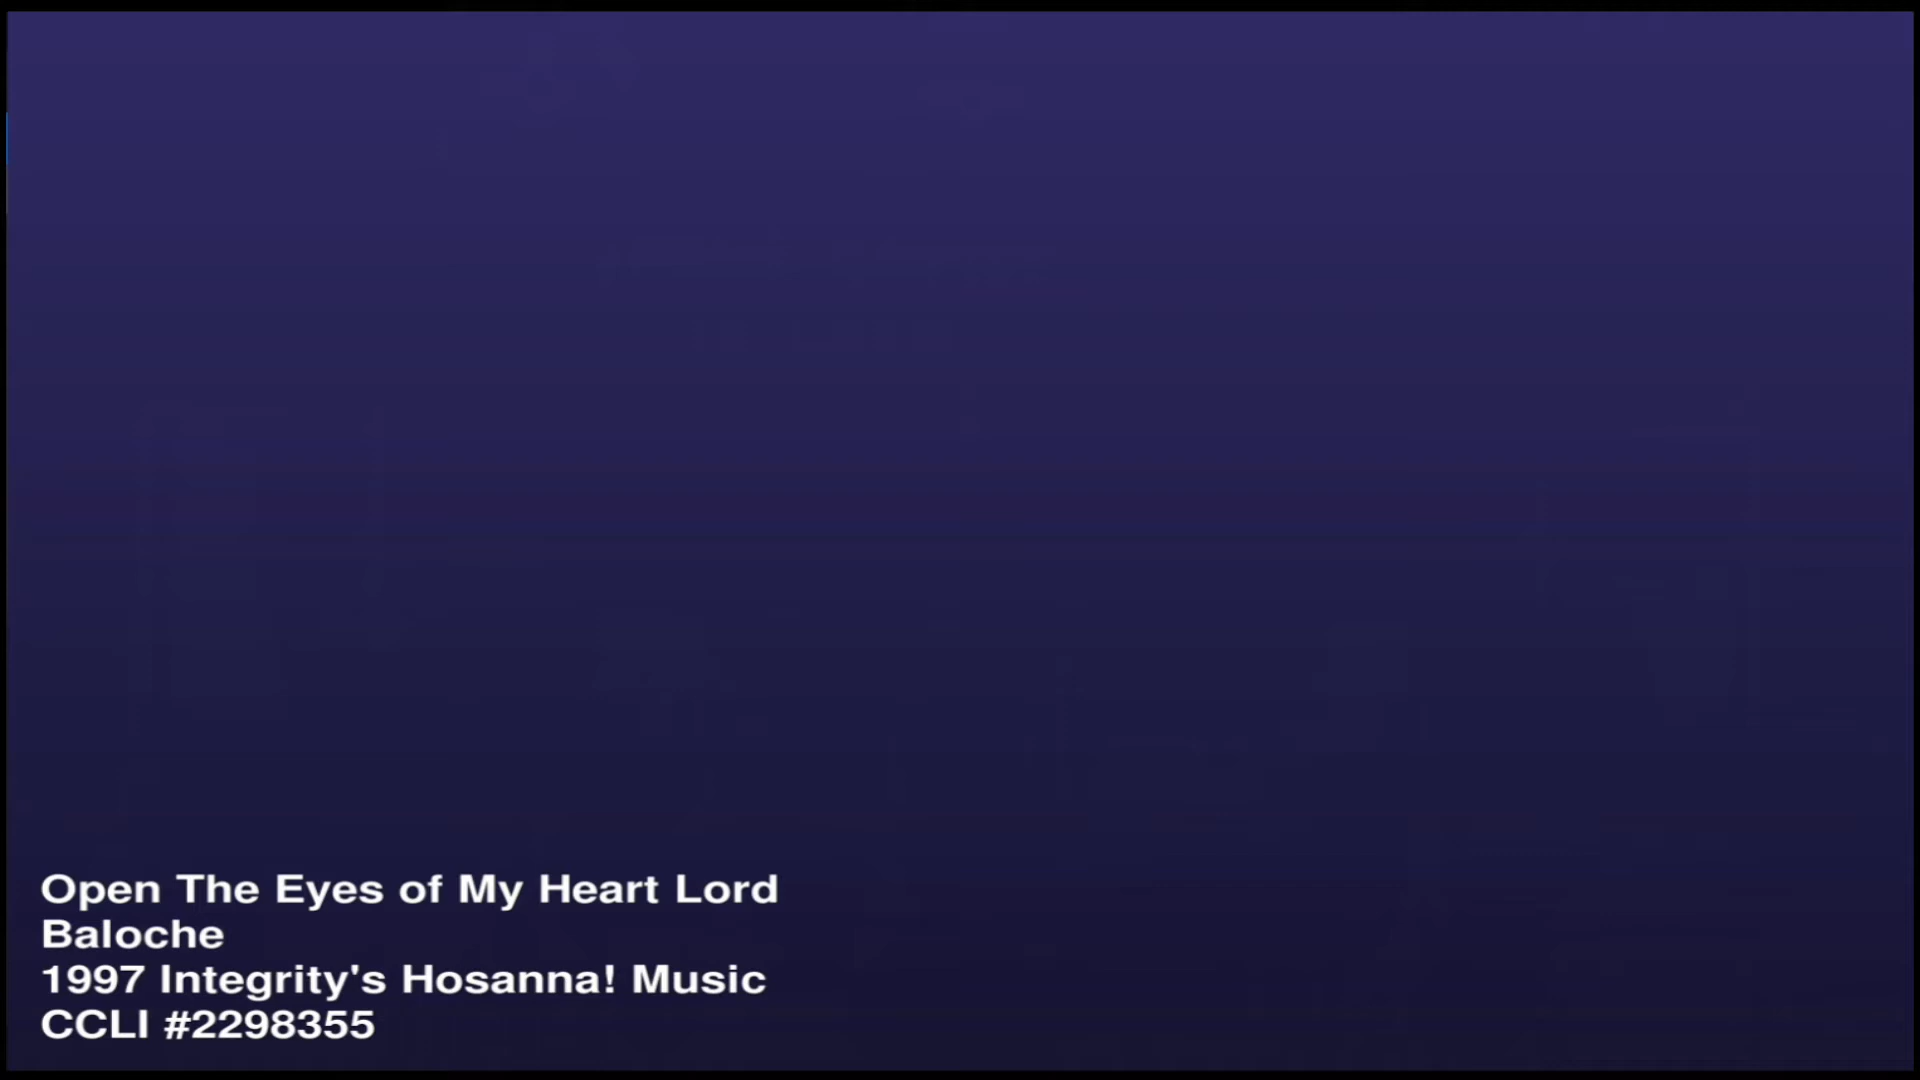 Open The Eyes of My Heart Lord
Baloche
1997 Integrity's Hosanna! Music
CCLI #2298355